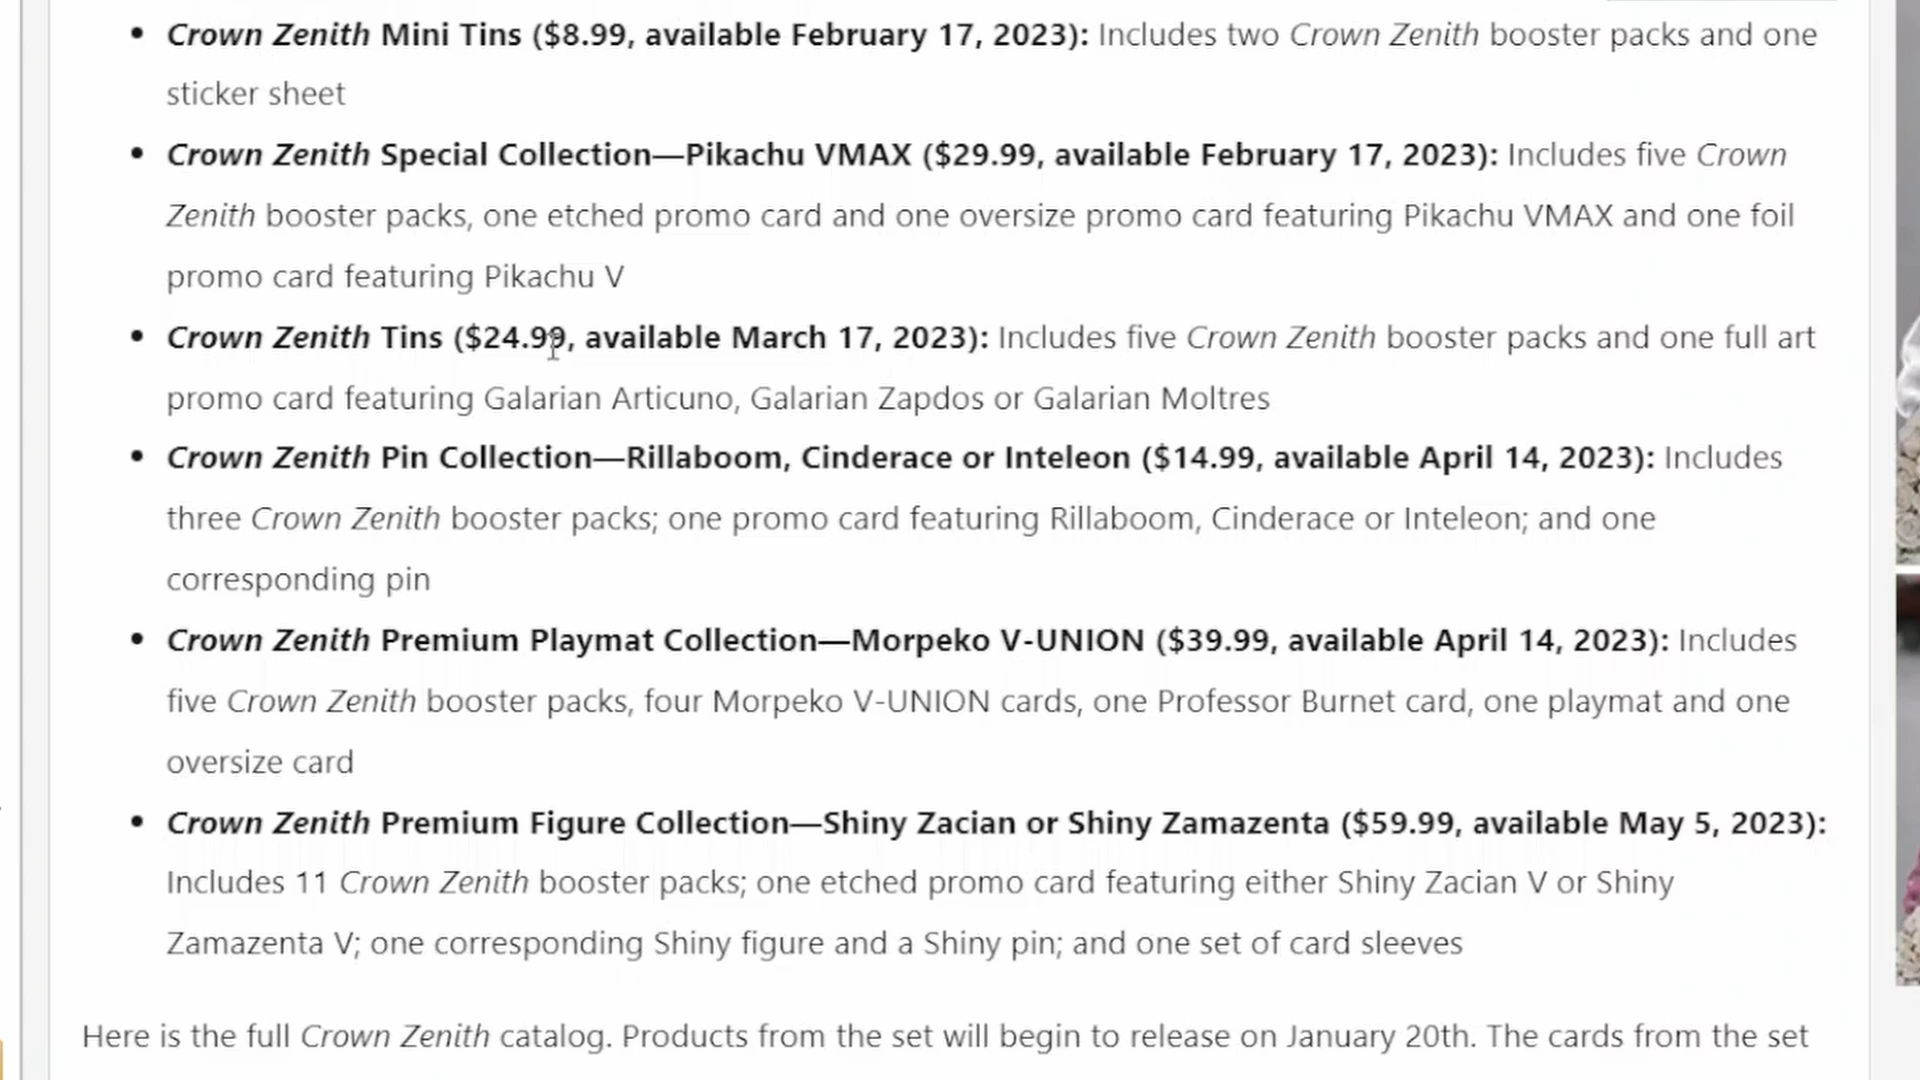 Crown Zenith Mini Tins ($8.99, available February 17, 2023): Includes two Crown Zenith booster packs and one
sticker sheet
Crown Zenith Special Collection—Pikachu VMAX ($29.99, available February 17, 2023): Includes five Crown
Zenith booster packs, one etched promo card and one oversize promo card featuring Pikachu VMAX and one foil
promo card featuring Pikachu V
Crown Zenith Tins ($24.99, available March 17, 2023): Includes five Crown Zenith booster packs and one full art
promo card featuring Galarian Articuno, Galarian Zapdos or Galarian Moltres
Crown Zenith Pin Collection—Rillaboom, Cinderace or Inteleon ($14.99, available April 14, 2023): Includes
three Crown Zenith booster packs; one promo card featuring Rillaboom, Cinderace or Inteleon; and one
corresponding pin
Crown Zenith Premium Playmat Collection—Morpeko V-UNION ($39.99, available April 14, 2023): Includes
five Crown Zenith booster packs, four Morpeko V-UNION cards, one Professor Burnet card, one playmat and one
oversize card
Crown Zenith Premium Figure Collection—Shiny Zacian or Shiny Zamazenta ($59.99, available May 5, 2023):
Includes 11 Crown Zenith booster packs; one etched promo card featuring either Shiny Zacian V or Shiny
Zamazenta V; one corresponding Shiny figure and a Shiny pin; and one set of card sleeves
Here is the full Crown Zenith catalog. Products from the set will begin to release on January 20th. The cards from the set